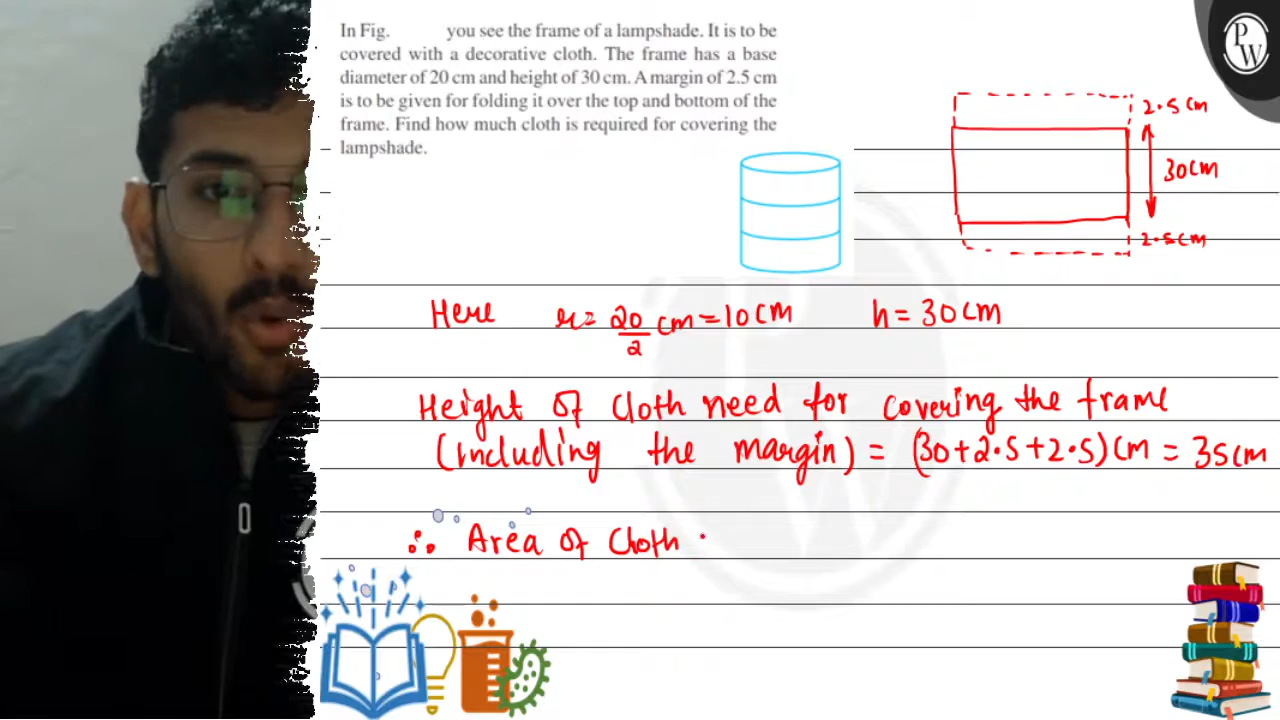 In Fig. you see the frame of a lampshade. It is to be
covered with a decorative cloth. The frame has a base
diameter of 20 cm and height of 30 cm. A margin of 2.5 cm
is to be given for folding it over the top and bottom of the
frame. Find how much cloth is required for covering the
lampshade.
PW
2.5 cm
30cm
2.5cm
Here r = 20/2 cm = 10 cm h = 30 cm
Height of Cloth need for covering the frame
(including the margin) = (30+2.5+2.5) cm = 35 cm
∴ Area of Cloth